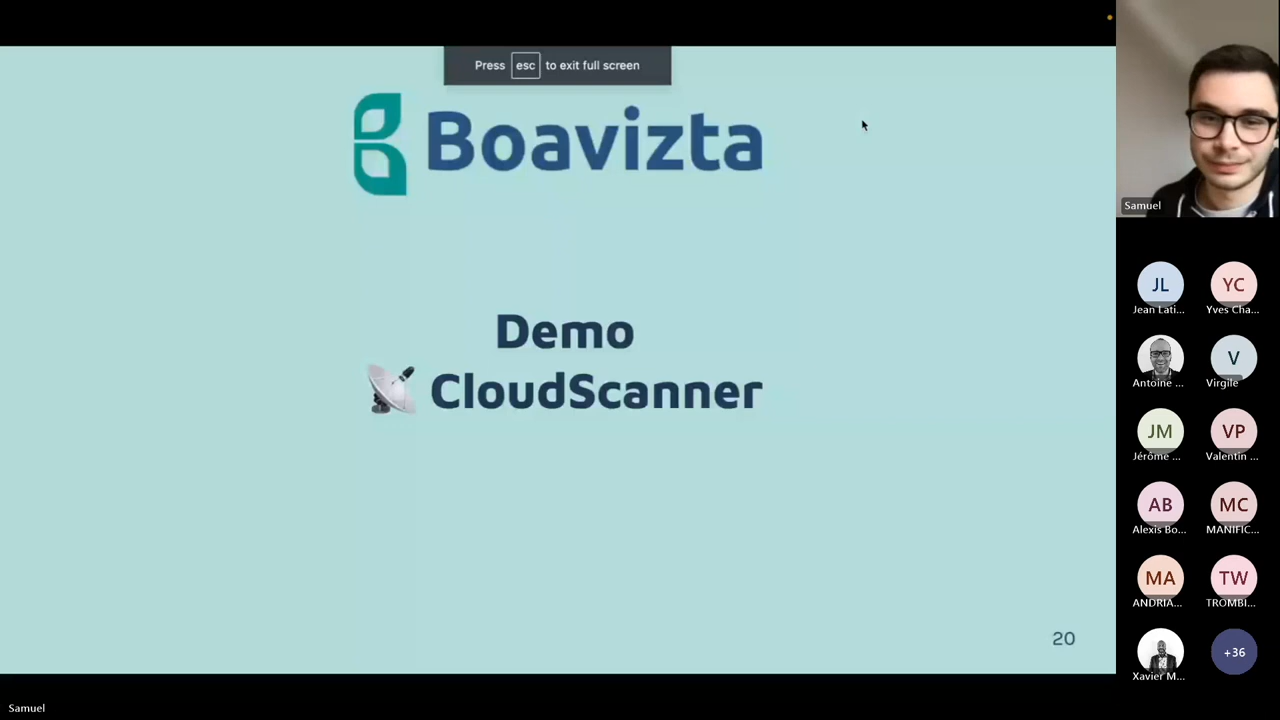 Press esc to exit full screen
Boavizta
Demo
CloudScanner
20
Samuel
JL
Jean Lati...
YC
Yves Cha...
Antoine ...
V
Virgile
JM
Jérôme ...
VP
Valentin ...
AB
Alexis Bo...
MC
MANIFIC...
MA
ANDRIA...
TW
TROMBI...
Xavier M...
+36
Samuel